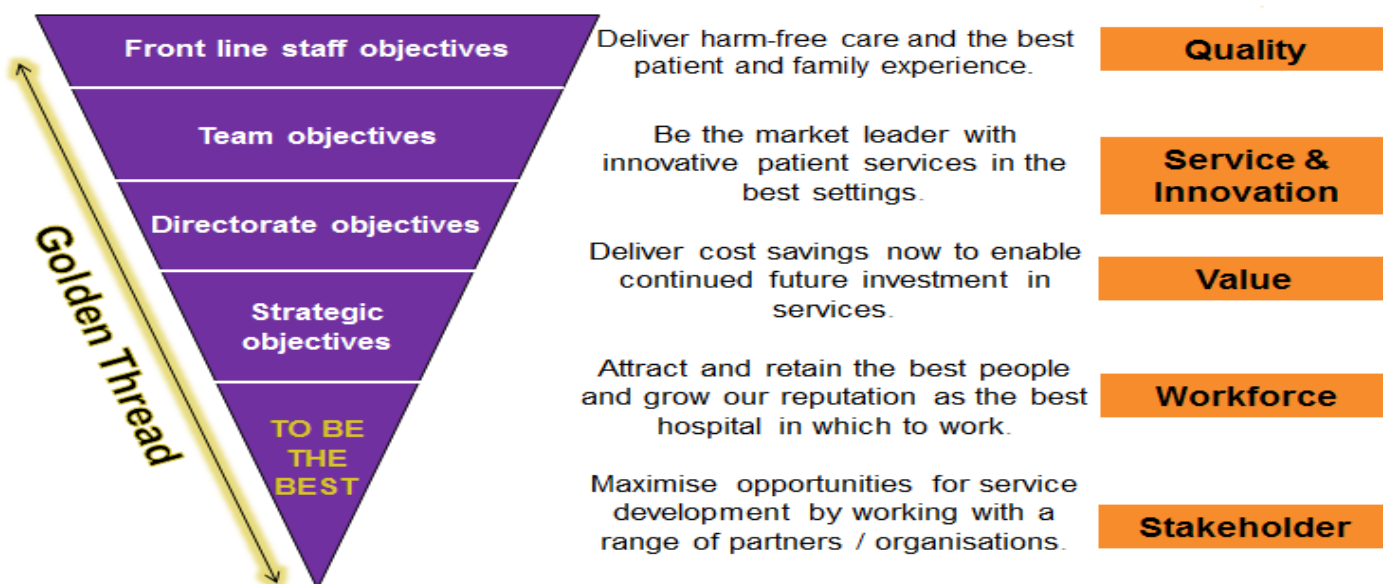 Front line staff objectives
Team objectives
Directorate objectives
Strategic
objectives
TO BE
THE
BEST
Golden Thread
Deliver harm-free care and the best
patient and family experience.
Quality
Be the market leader with
innovative patient services in the
best settings.
Service &
Innovation
Deliver cost savings now to enable
continued future investment in
services.
Value
Attract and retain the best people
and grow our reputation as the best
hospital in which to work.
Workforce
Maximise opportunities for service
development by working with a
range of partners / organisations.
Stakeholder